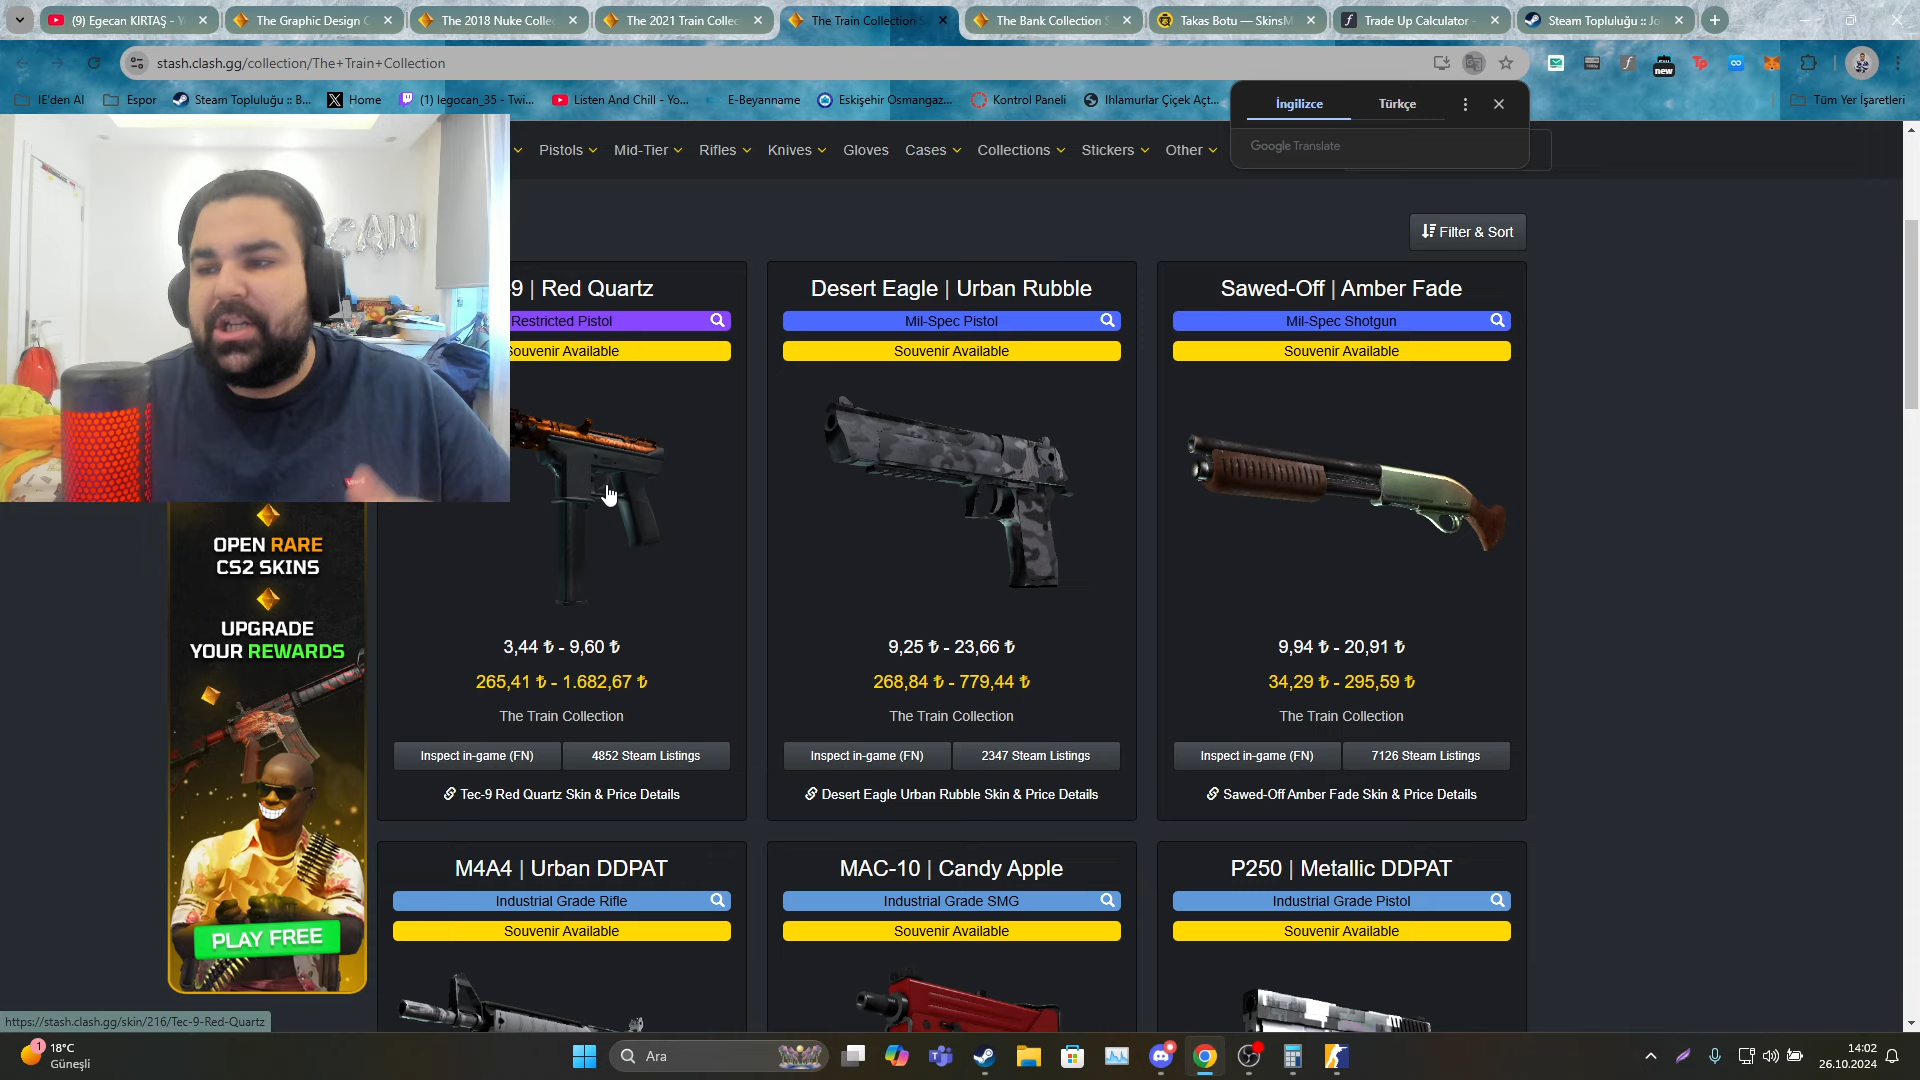 (9) Egecan KIRTAŞ - Y
The Graphic Design C
The 2018 Nuke Collec
The 2021 Train Collec
The Train Collection S
The Bank Collection S
Takas Botu — SkinsM
Trade Up Calculator -
Steam Topluluğu :: Jo
stash.clash.gg/collection/The+Train+Collection
new
Tp
IE'den Al
Espor
Steam Topluluğu :: B...
Home
(1) legocan_35 - Twi...
Listen And Chill - Yo...
E-Beyanname
Eskişehir Osmangaz...
Kontrol Paneli
Ihlamurlar Çiçek Açt...
Tüm Yer İşaretleri
İngilizce
Türkçe
Google Translate
Pistols
Mid-Tier
Rifles
Knives
Gloves
Cases
Collections
Stickers
Other
Filter & Sort
CAN
9 | Red Quartz
Restricted Pistol
Souvenir Available
3,44 ₺ - 9,60 ₺
265,41 ₺ - 1.682,67 ₺
The Train Collection
Inspect in-game (FN)
4852 Steam Listings
Tec-9 Red Quartz Skin & Price Details
Desert Eagle | Urban Rubble
Mil-Spec Pistol
Souvenir Available
9,25 ₺ - 23,66 ₺
268,84 ₺ - 779,44 ₺
The Train Collection
Inspect in-game (FN)
2347 Steam Listings
Desert Eagle Urban Rubble Skin & Price Details
Sawed-Off | Amber Fade
Mil-Spec Shotgun
Souvenir Available
9,94 ₺ - 20,91 ₺
34,29 ₺ - 295,59 ₺
The Train Collection
Inspect in-game (FN)
7126 Steam Listings
Sawed-Off Amber Fade Skin & Price Details
OPEN RARE
CS2 SKINS
UPGRADE
YOUR REWARDS
PLAY FREE
M4A4 | Urban DDPAT
Industrial Grade Rifle
Souvenir Available
MAC-10 | Candy Apple
Industrial Grade SMG
Souvenir Available
P250 | Metallic DDPAT
Industrial Grade Pistol
Souvenir Available
https://stash.clash.gg/skin/216/Tec-9-Red-Quartz
1
18°C
Güneşli
Ara
14:02
26.10.2024